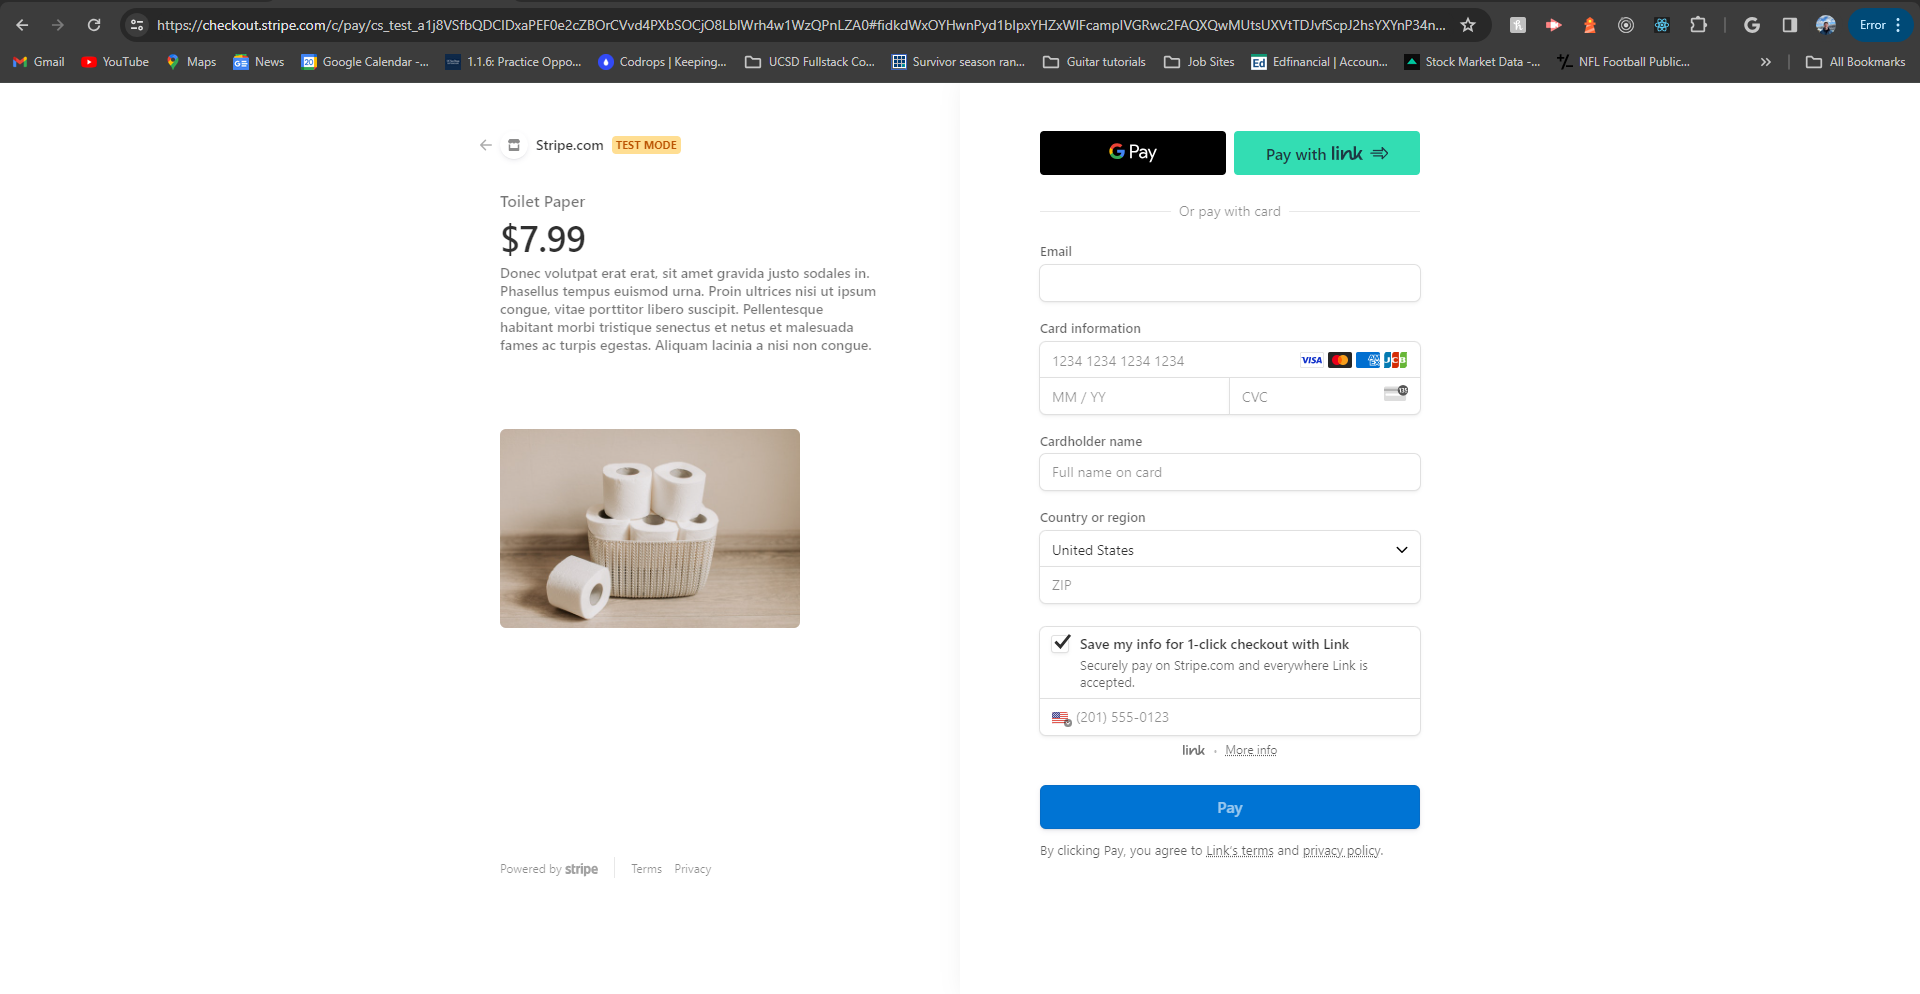 https://checkout.stripe.com/c/pay/cs_test_a1j8VSfbQDCIDxaPEF0e2cZBOrCVvd4PXbSOCjO8LblWrh4w1WzQPnLZA0#fidkdWxOYHwnPyd1blpxYHZxWlFcampIVGRwc2FAQXQwMUtsUXVtTDJvfScpJ2hsYXYnP34n...
Error
Gmail
YouTube
Maps
News
Google Calendar -...
1.1.6: Practice Oppo...
Codrops | Keeping...
UCSD Fullstack Co...
Survivor season ran...
Guitar tutorials
Job Sites
Edfinancial | Accoun...
Stock Market Data -...
NFL Football Public...
All Bookmarks
Stripe.com TEST MODE
Toilet Paper
$7.99
Donec volutpat erat erat, sit amet gravida justo sodales in.
Phasellus tempus euismod urna. Proin ultrices nisi ut ipsum
congue, vitae porttitor libero suscipit. Pellentesque
habitant morbi tristique senectus et netus et malesuada
fames ac turpis egestas. Aliquam lacinia a nisi non congue.
Powered by stripe
Terms
Privacy
G Pay
Pay with link
Or pay with card
Email
Card information
1234 1234 1234 1234
VISA
MM / YY
CVC
Cardholder name
Full name on card
Country or region
United States
ZIP
Save my info for 1-click checkout with Link
Securely pay on Stripe.com and everywhere Link is
accepted.
(201) 555-0123
link • More info
Pay
By clicking Pay, you agree to Link's terms and privacy policy.